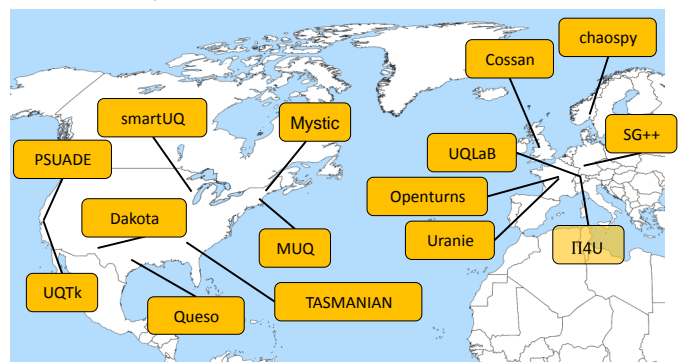 chaospy
Cossan
smartUQ
Mystic
SG++
PSUADE
UQLaB
Openturns
Dakota
Uranie
MUQ
Π4U
UQTk
Queso
TASMANIAN